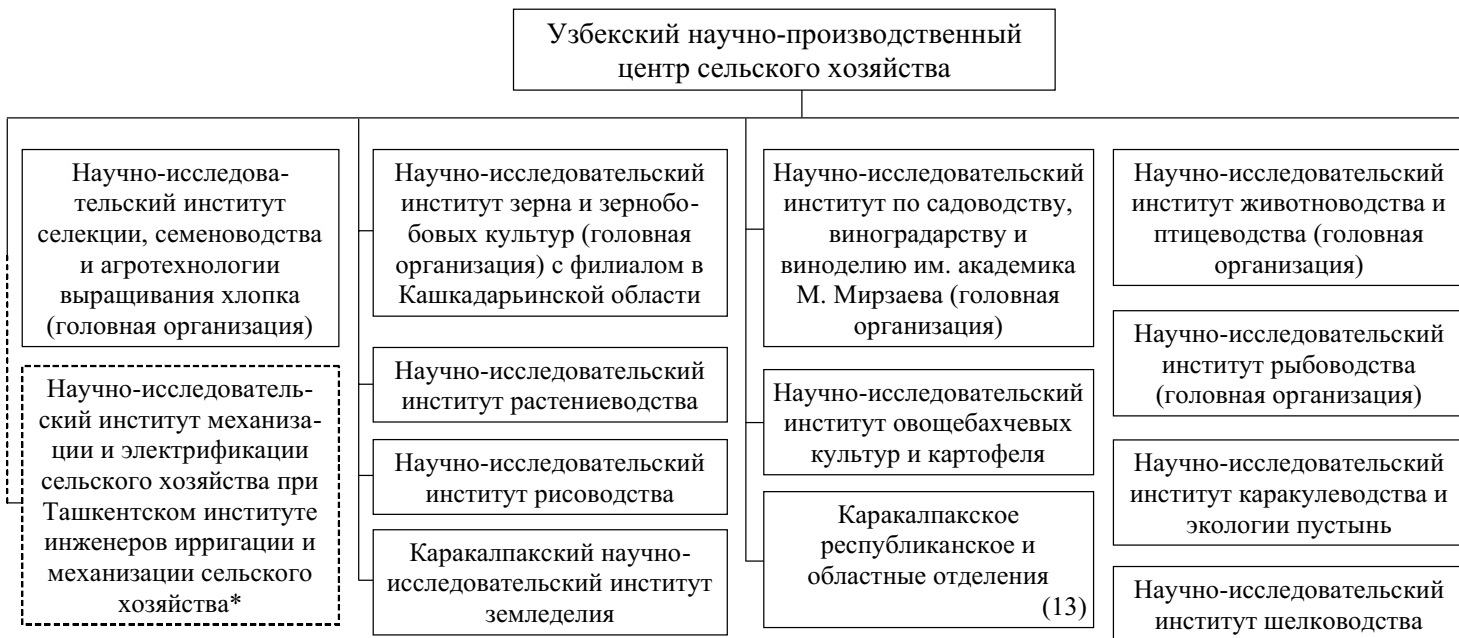 Узбекский научно-производственный
центр сельского хозяйства
Научно-исследова-
тельский институт
селекции, семеноводства
и агротехнологии
выращивания хлопка
(головная организация)
Научно-исследователь-
ский институт механиза-
ции и электрификации
сельского хозяйства при
Ташкентском институте
инженеров ирригации и
механизации сельского
хозяйства*
Научно-исследовательский
институт зерна и зернобо-
бовых культур (головная
организация) с филиалом в
Кашкадарьинской области
Научно-исследовательский
институт растениеводства
Научно-исследовательский
институт рисоводства
Каракалпакский научно-
исследовательский институт
земледелия
Научно-исследовательский
институт по садоводству,
виноградарству и
виноделию им. академика
М. Мирзаева (головная
организация)
Научно-исследовательский
институт овощебахчевых
культур и картофеля
Каракалпакское
республиканское и
областные отделения
(13)
Научно-исследовательский
институт животноводства и
птицеводства (головная
организация)
Научно-исследовательский
институт рыбоводства
(головная организация)
Научно-исследовательский
институт каракулеводства и
экологии пустынь
Научно-исследовательский
институт шелководства